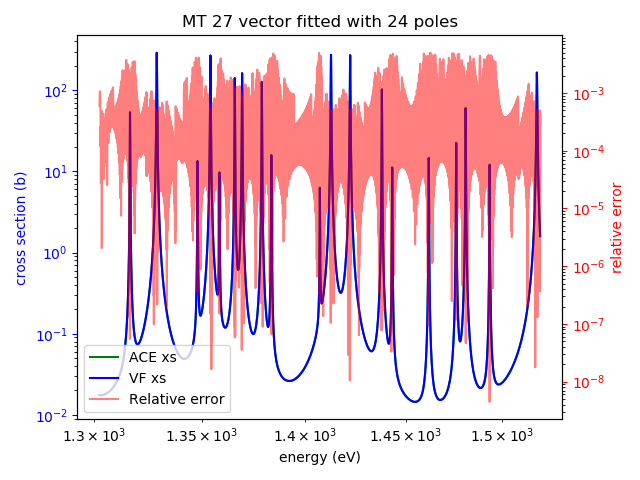 MT 27 vector fitted with 24 poles
cross section (b)
10²
10¹
10⁰
10⁻¹
10⁻²
10⁻³
10⁻⁴
10⁻⁵
10⁻⁶
10⁻⁷
10⁻⁸
relative error
ACE xs
VF xs
Relative error
1.3 × 10³ 1.35 × 10³ 1.4 × 10³ 1.45 × 10³ 1.5 × 10³
energy (eV)